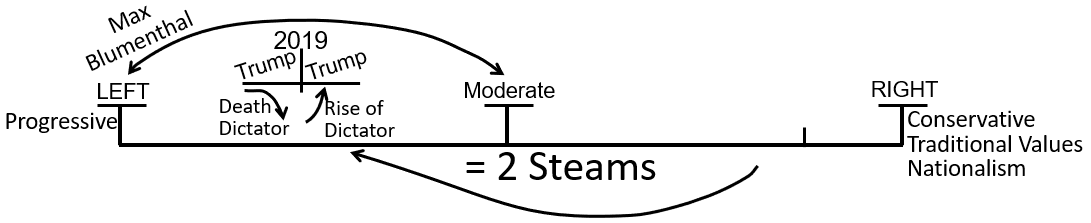 Max
Blumenthal
2019
Trump Trump
LEFT
Moderate
RIGHT
Progressive
Death
Dictator
Rise of
Dictator
Conservative
Traditional Values
Nationalism
= 2 Steams